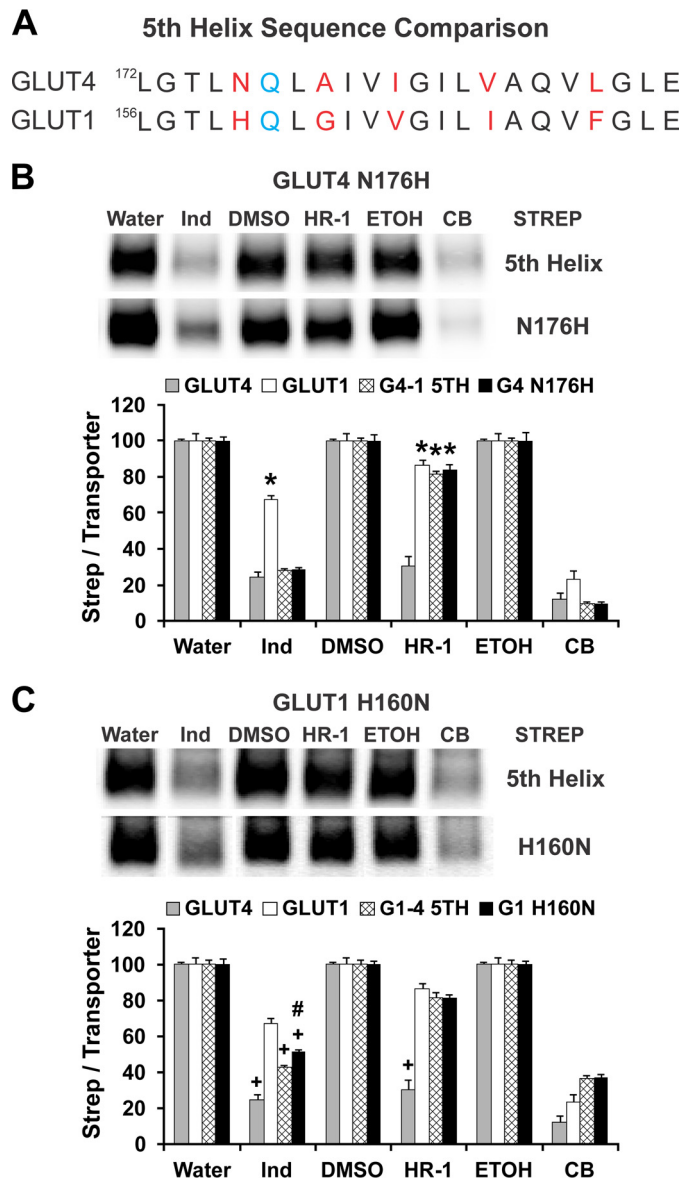 A
5th Helix Sequence Comparison
GLUT4 172LGTLNQLAIVIGILVAQVLGLE
GLUT1 156LGTLHQLGIVVGILIAQVFGLE
B
GLUT4 N176H
Water Ind DMSO HR-1 ETOH CB STREP
5th Helix
N176H
GLUT4 GLUT1 G4-1 5TH G4 N176H
Strep / Transporter
120
100
80
60
40
20
0
*
***
Water Ind DMSO HR-1 ETOH CB
C
GLUT1 H160N
Water Ind DMSO HR-1 ETOH CB STREP
5th Helix
H160N
GLUT4 GLUT1 G1-4 5TH G1 H160N
Strep / Transporter
120
100
80
60
40
20
0
#
+ + +
+
Water Ind DMSO HR-1 ETOH CB